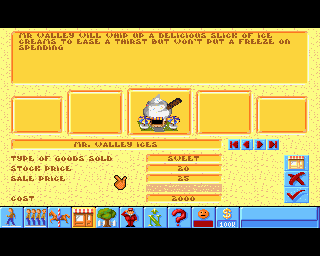 MR WALLEY WILL WHIP UP A DELICIOUS SLICK OF ICE
CREAMS TO EASE A THIRST BUT WON'T PUT A FREEZE ON
SPENDING
MR. WALLEY ICES
TYPE OF GOODS SOLD SWEET
STOCK PRICE 20
SALE PRICE 25
COST 2000
N ? $ 100K